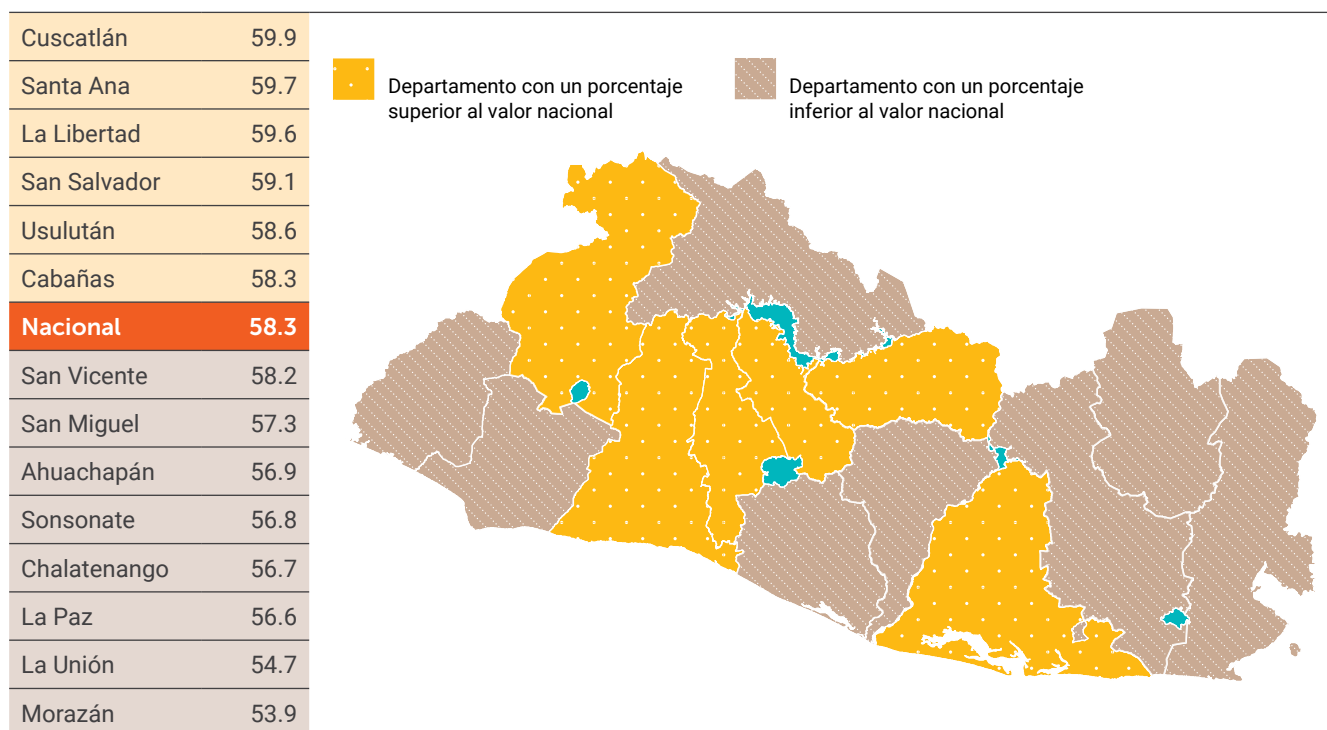 Cuscatlán 59.9
Santa Ana 59.7
La Libertad 59.6
San Salvador 59.1
Usulután 58.6
Cabañas 58.3
Nacional 58.3
San Vicente 58.2
San Miguel 57.3
Ahuachapán 56.9
Sonsonate 56.8
Chalatenango 56.7
La Paz 56.6
La Unión 54.7
Morazán 53.9
Departamento con un porcentaje
superior al valor nacional
Departamento con un porcentaje
inferior al valor nacional